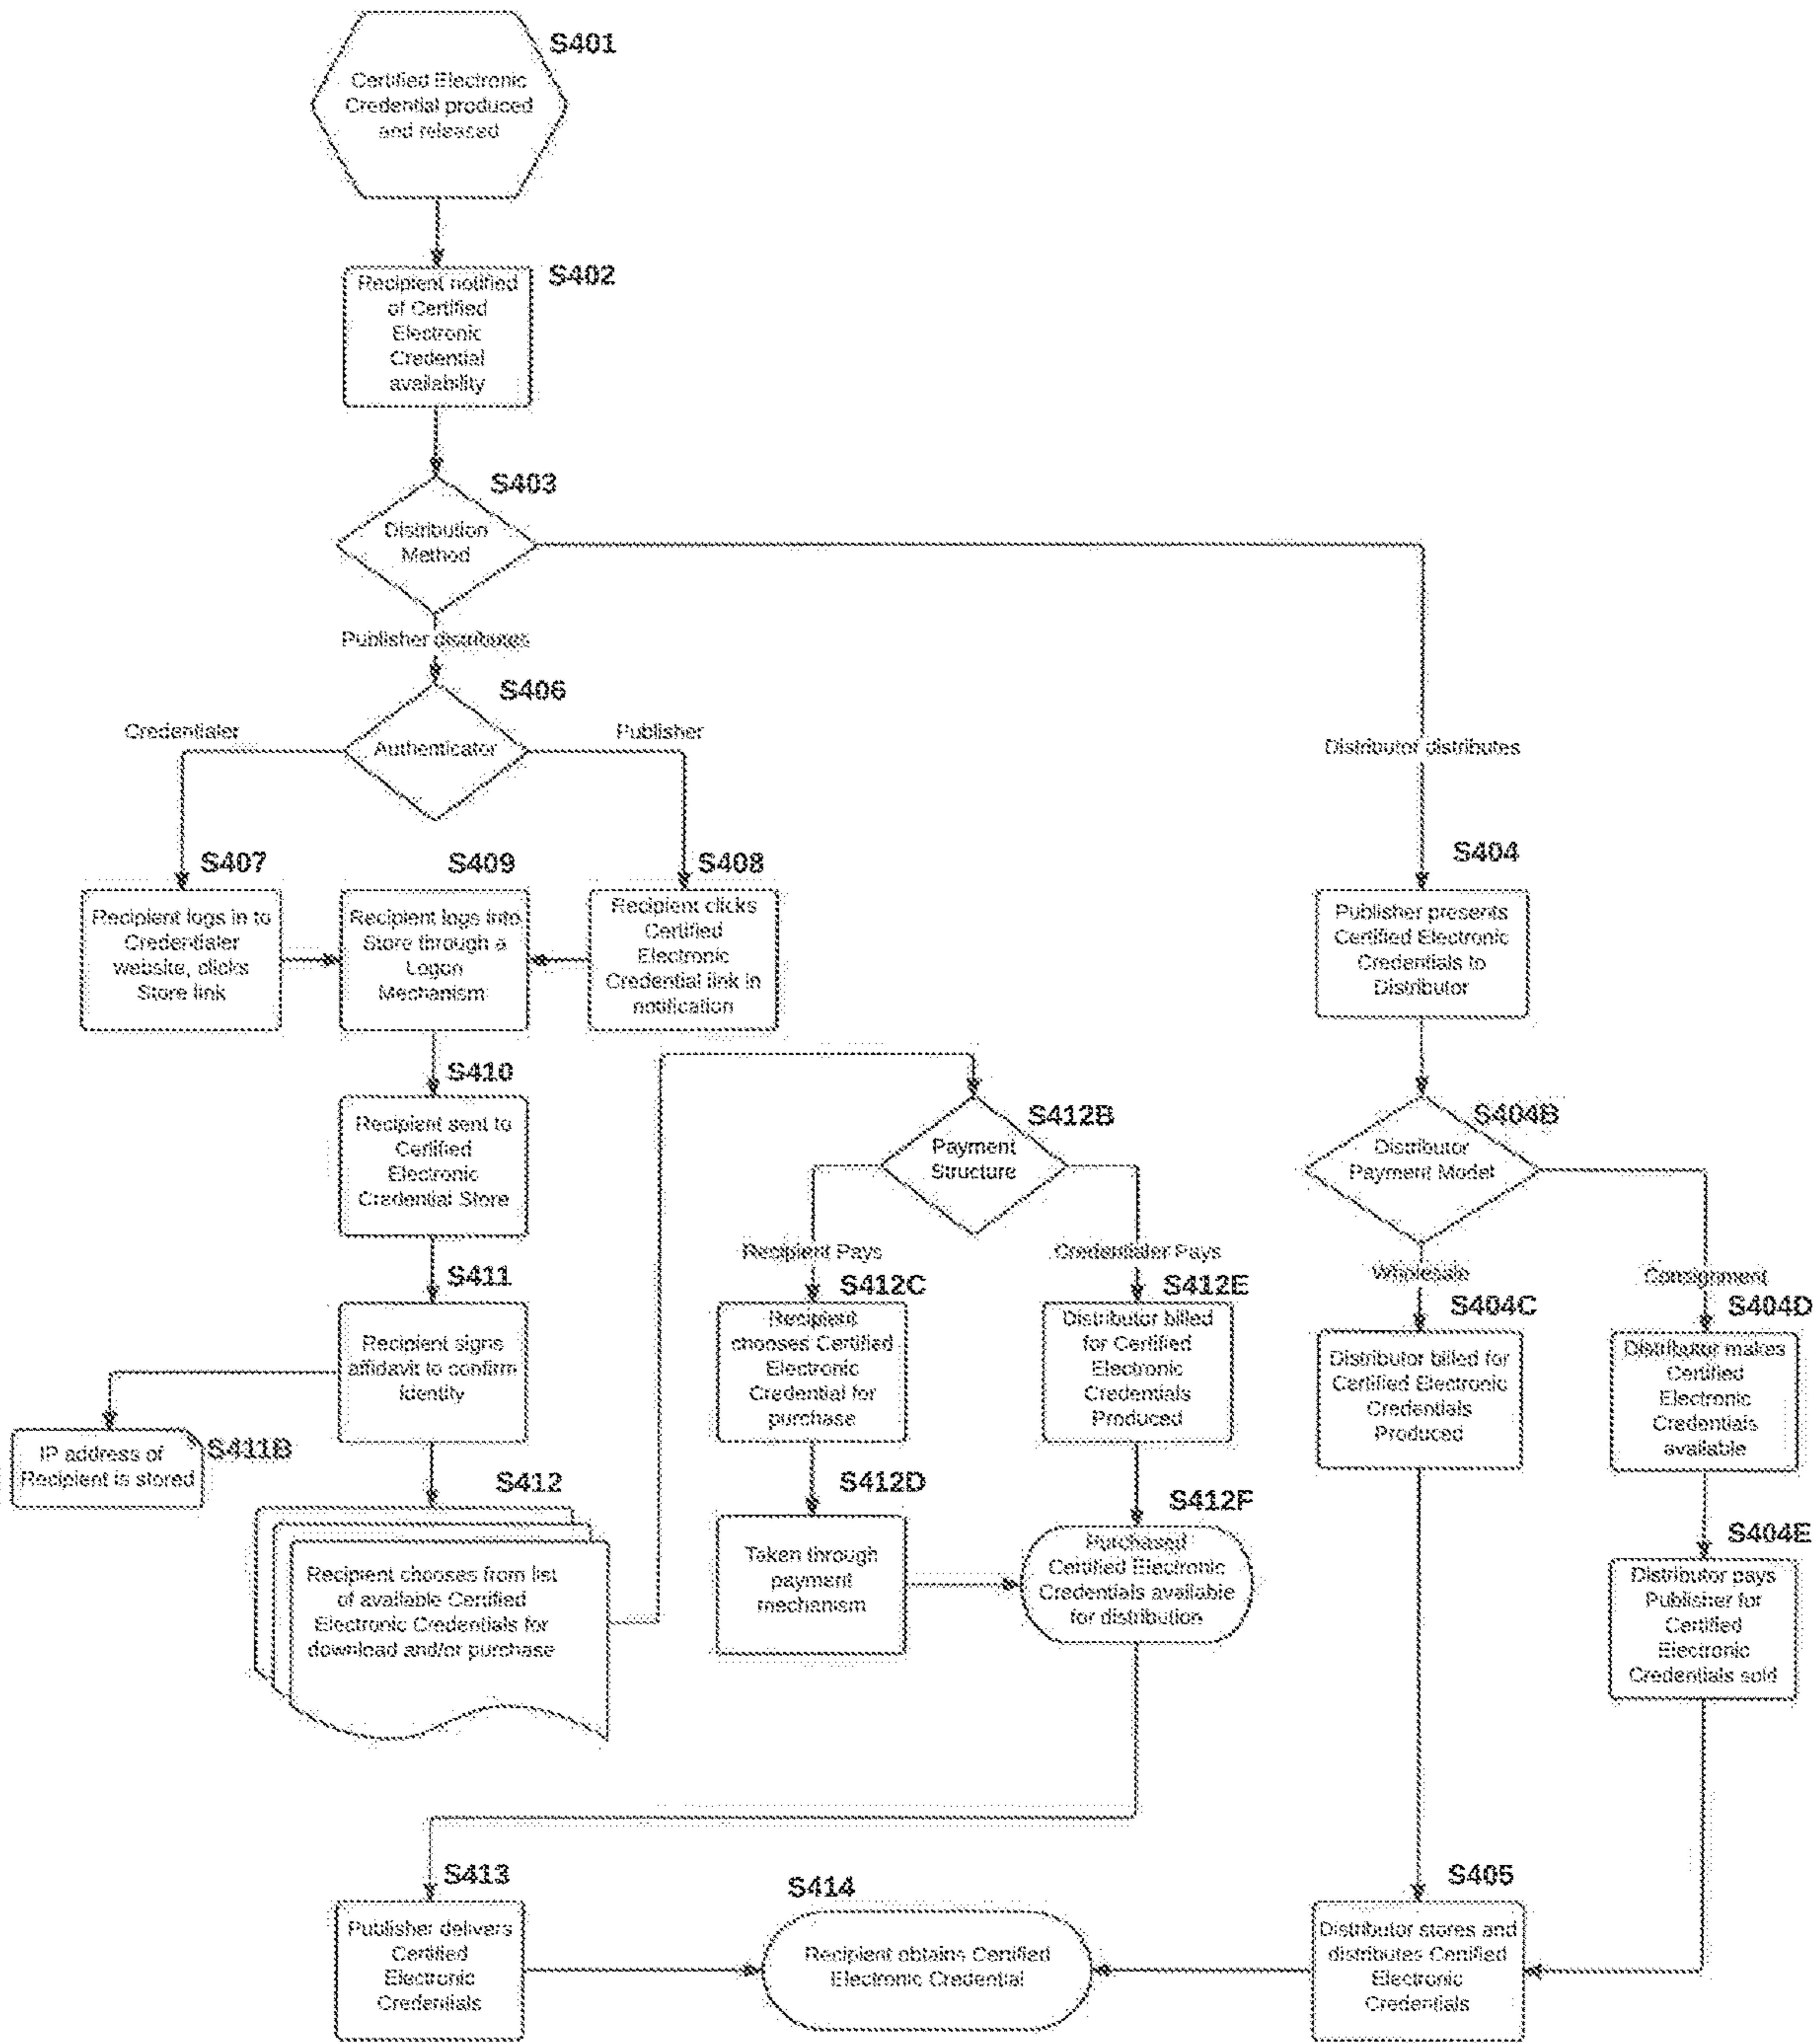 S401
Certified Electronic
Credential produced
and released
S402
Recipient notified
of Certified
Electronic
Credential
availability
S403
Distribution
Method
Publisher distributes
S406
Credentialer
Authenticator
Publisher
Distributor distributes
S407
Recipient logs in to
Credentialer
website, clicks
Store link
S409
Recipient logs into
Store through a
Logon
Mechanism
S408
Recipient clicks
Certified
Electronic
Credential link in
notification
S404
Publisher presents
Certified Electronic
Credentials to
Distributor
S410
Recipient sent to
Certified
Electronic
Credential Store
S412B
Payment
Structure
S404B
Distributor
Payment Model
Recipient Pays
Credentialer Pays
Wholesale
Consignment
S411
Recipient signs
affidavit to confirm
identity
S412C
Recipient
chooses Certified
Electronic
Credential for
purchase
S412E
Distributor billed
for Certified
Electronic
Credentials
Produced
S404C
Distributor billed for
Certified Electronic
Credentials
Produced
S404D
Distributor makes
Certified
Electronic
Credentials
available
S411B
IP address of
Recipient is stored
S412
Recipient chooses from list
of available Certified
Electronic Credentials for
download and/or purchase
S412D
Taken through
payment
mechanism
S412F
Purchased
Certified Electronic
Credentials available
for distribution
S404E
Distributor pays
Publisher for
Certified
Electronic
Credentials sold
S413
Publisher delivers
Certified
Electronic
Credentials
S414
Recipient obtains Certified
Electronic Credential
S405
Distributor stores and
distributes Certified
Electronic
Credentials